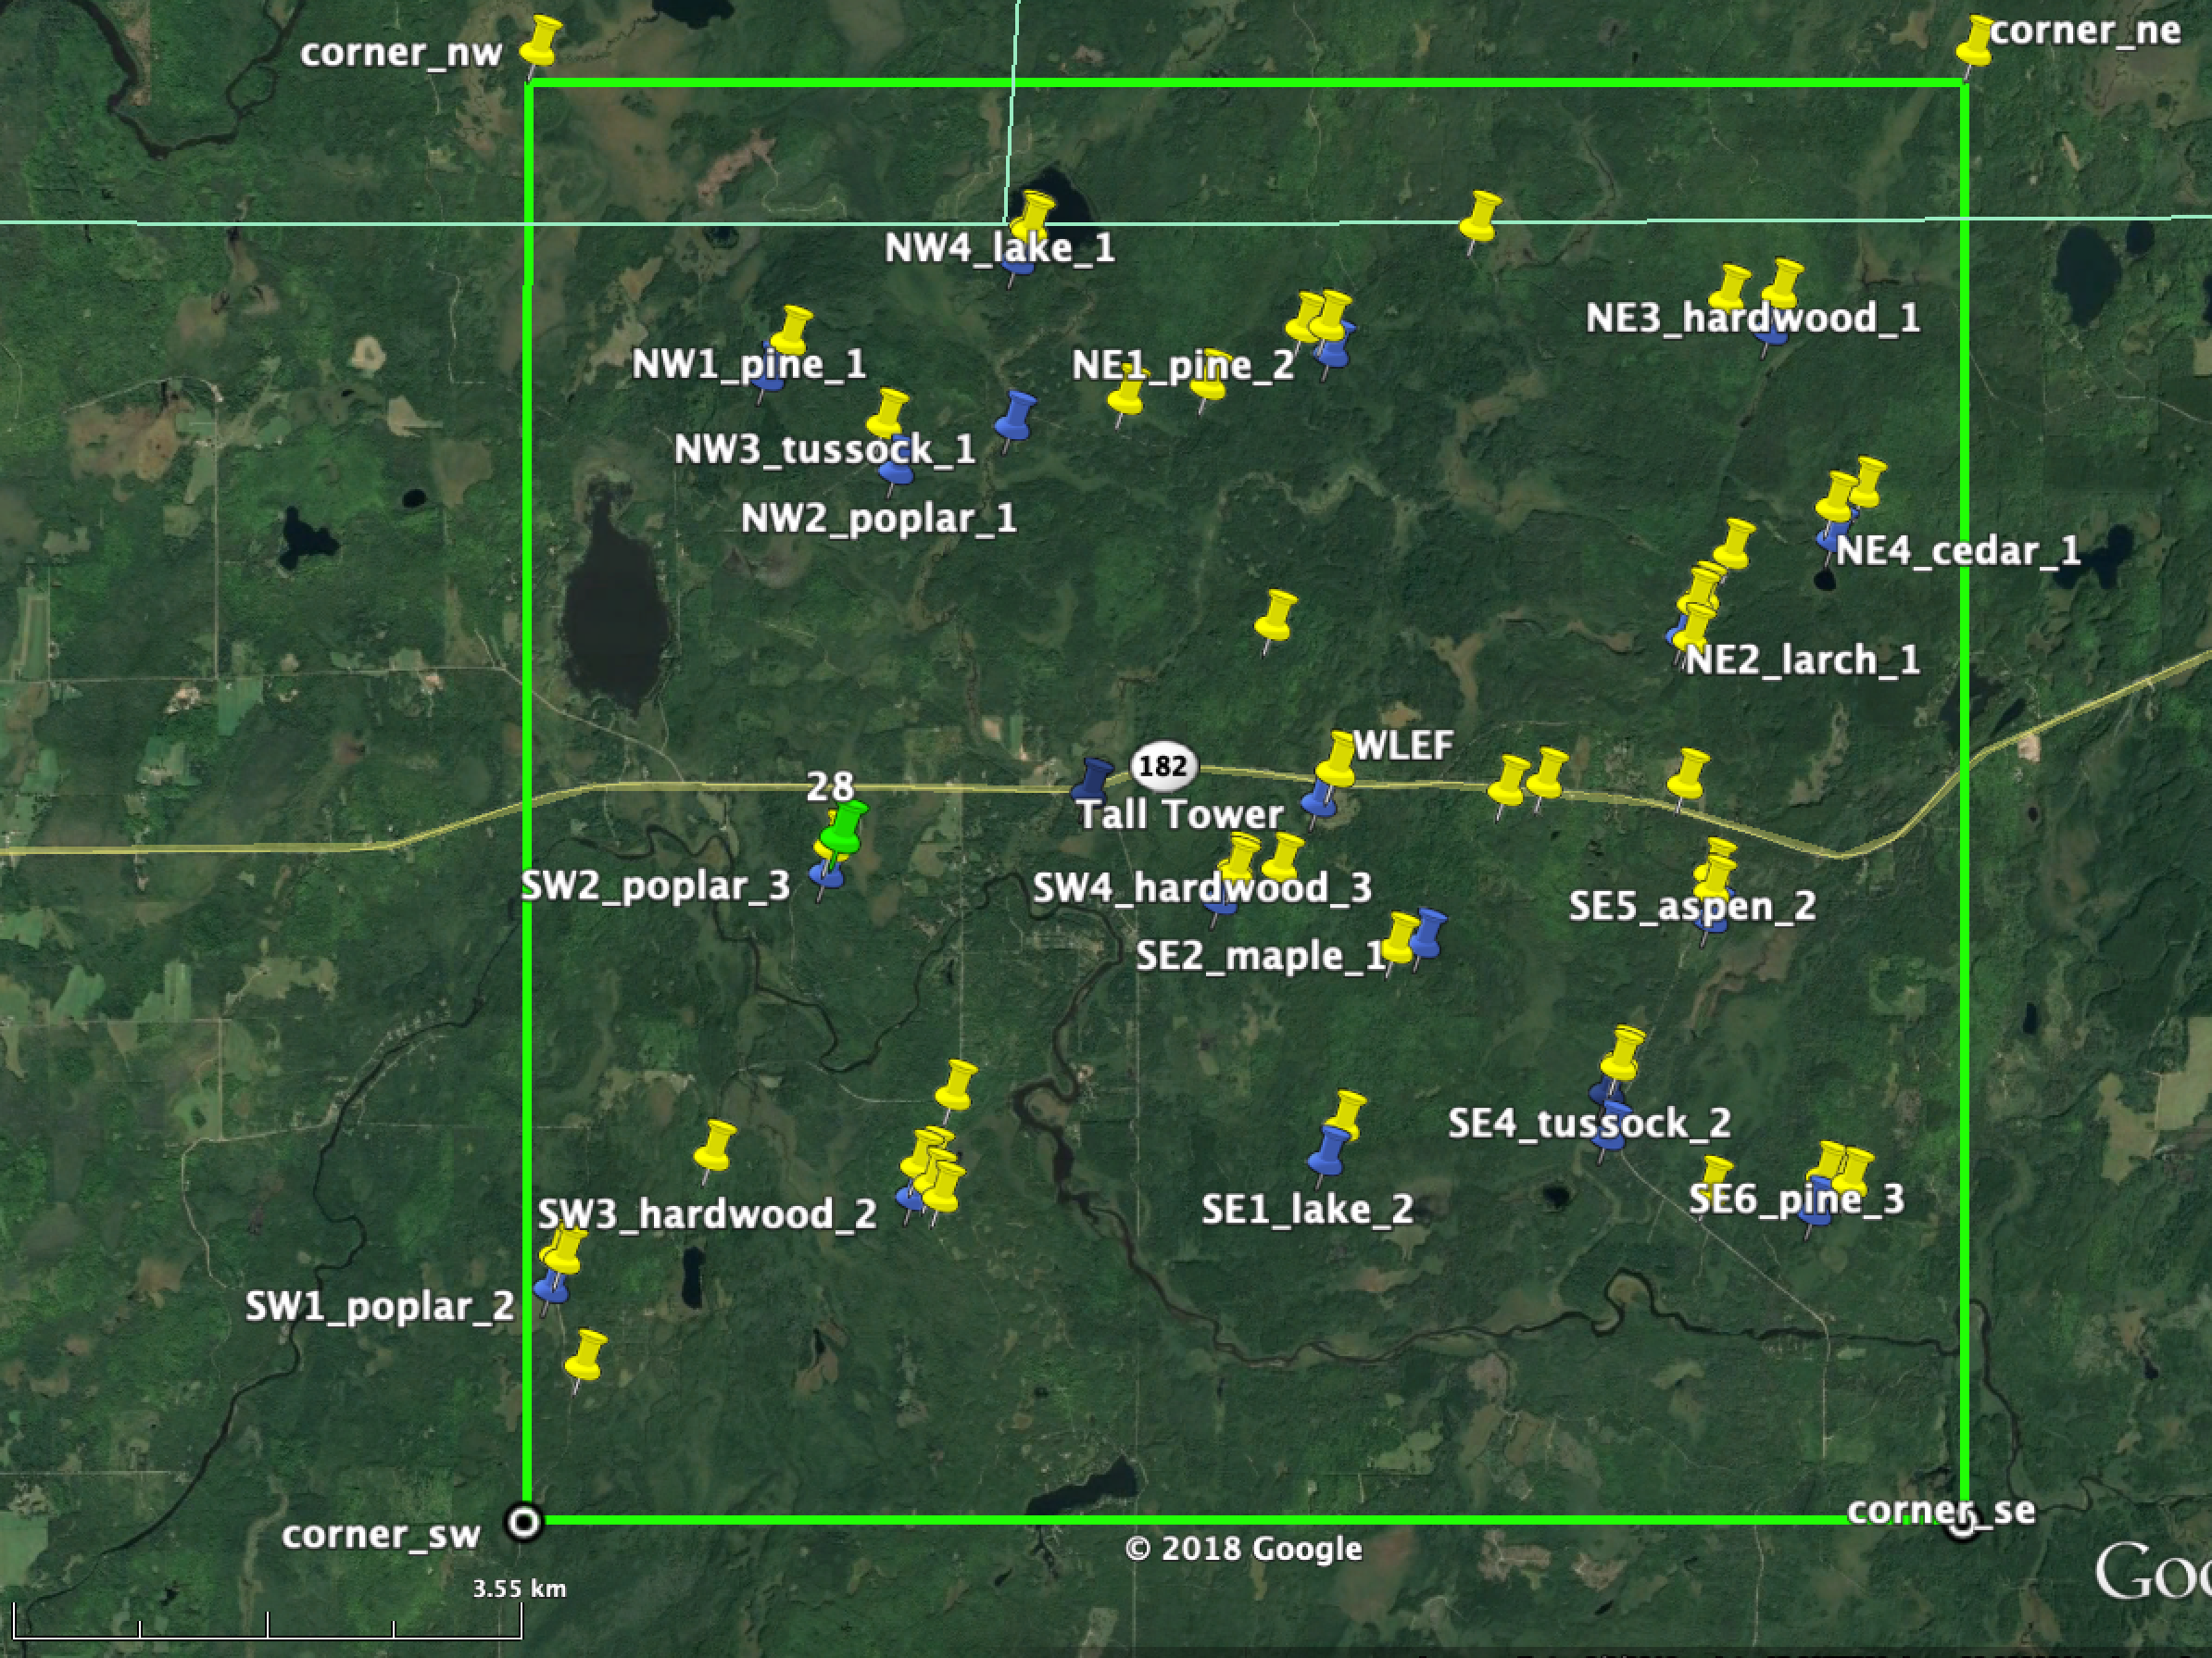 corner_nw
corner_ne
NW4_lake_1
NE3_hardwood_1
NW1_pine_1
NE1_pine_2
NW3_tussock_1
NW2_poplar_1
NE4_cedar_1
NE2_larch_1
WLEF
182
28
Tall Tower
SW2_poplar_3
SW4_hardwood_3
SE5_aspen_2
SE2_maple_1
SE4_tussock_2
SE6_pine_3
SW3_hardwood_2
SE1_lake_2
SW1_poplar_2
corner_se
corner_sw
© 2018 Google
Goo
3.55 km